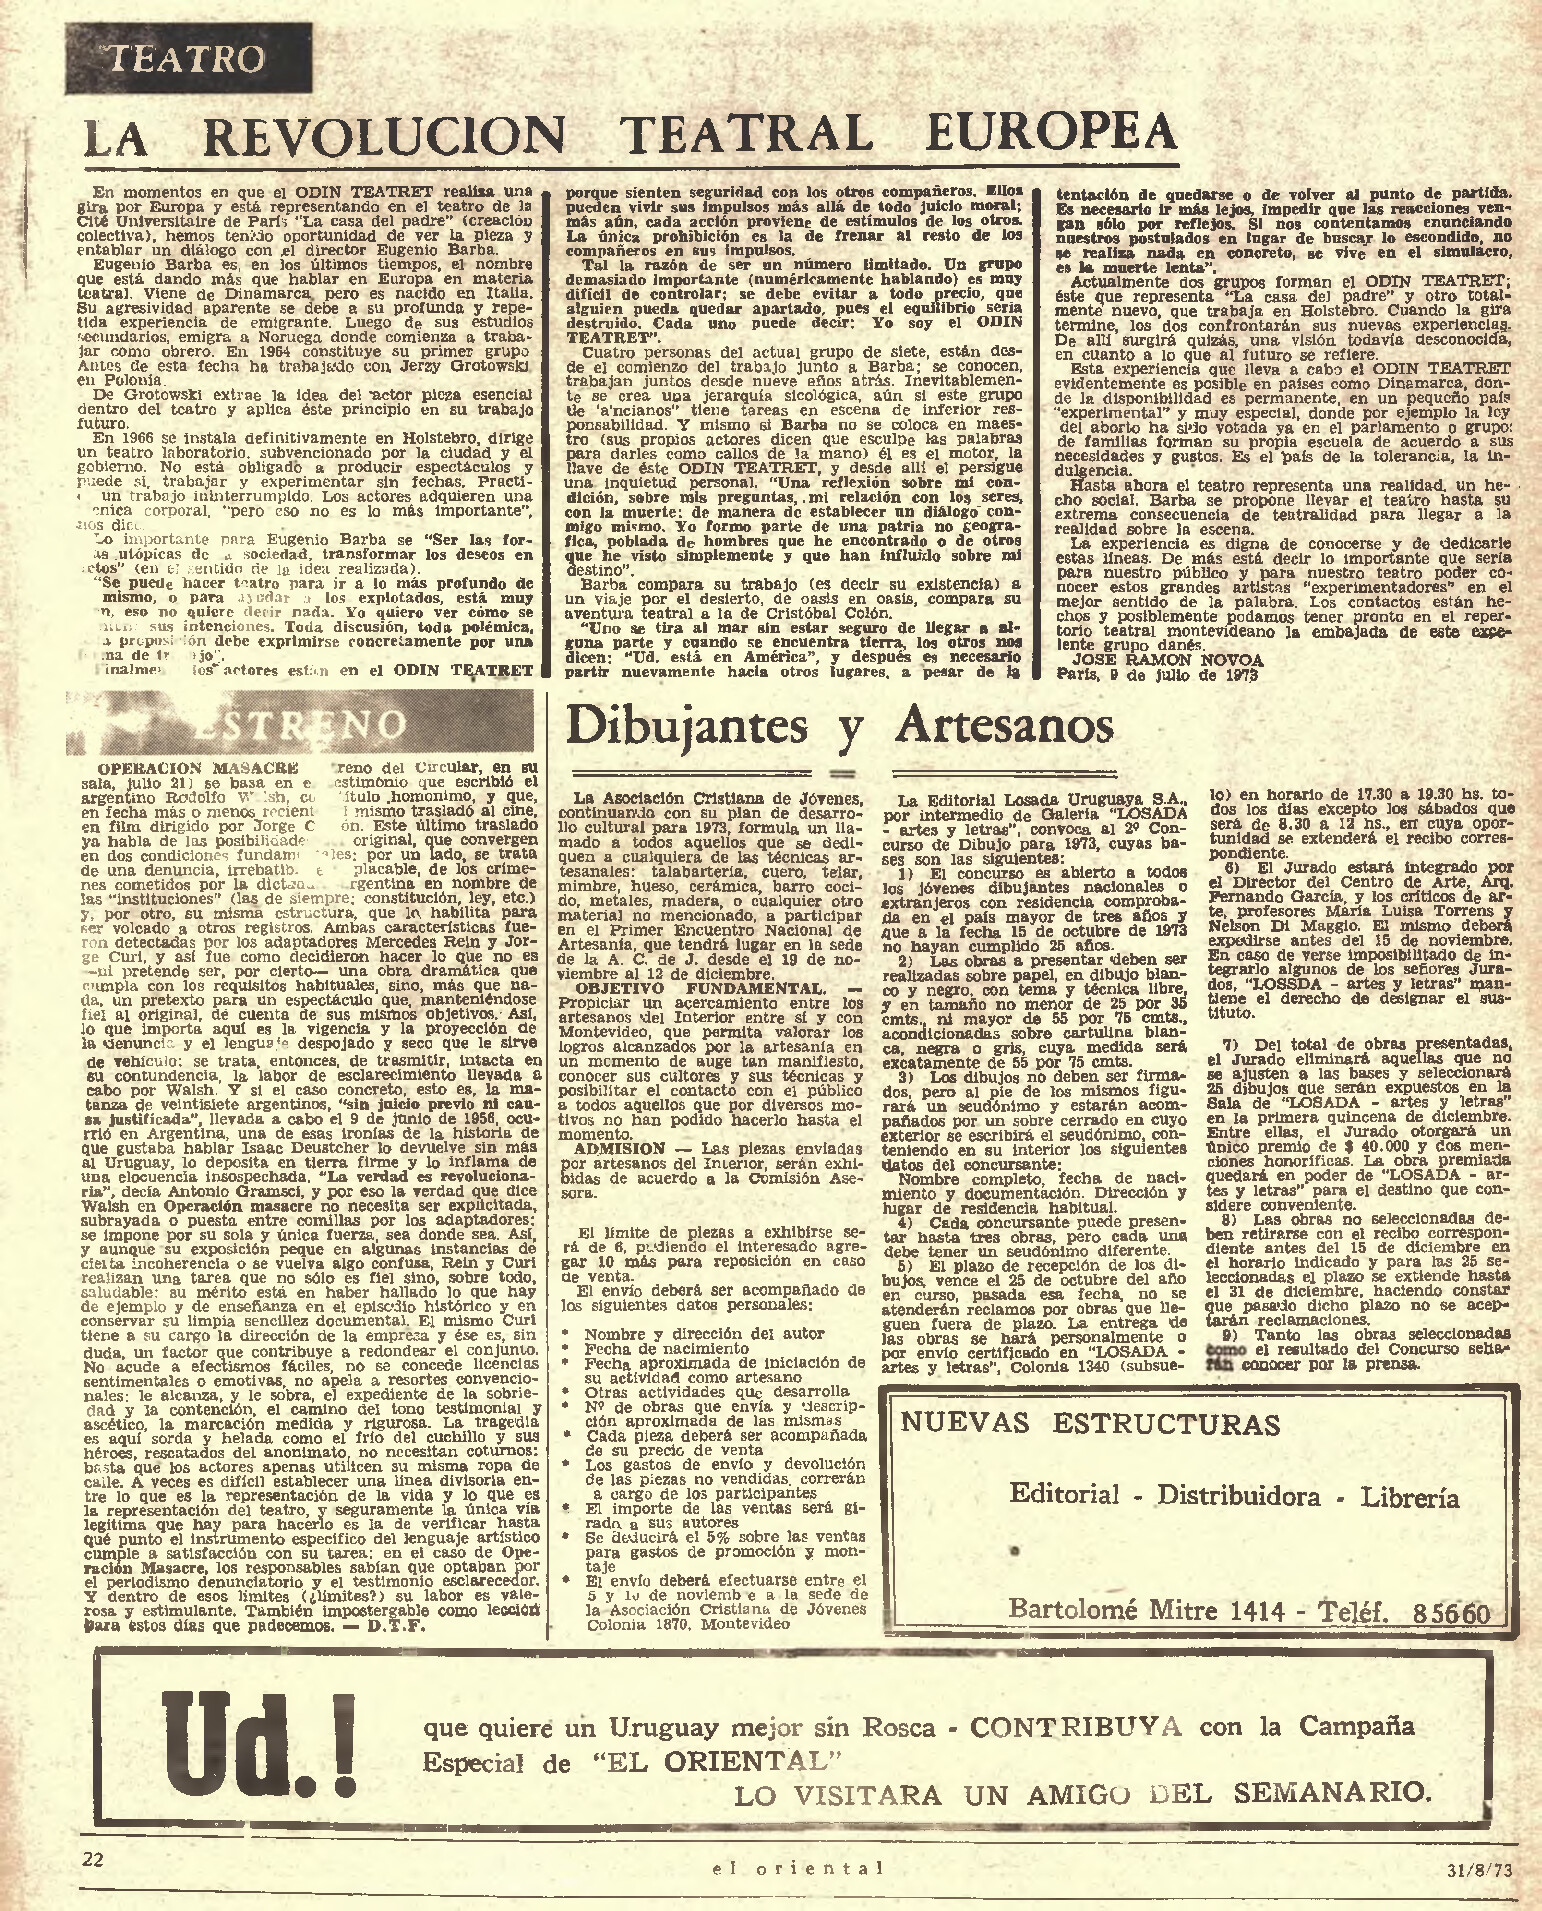 TEATRO
LA REVOLUCION TEATRAL EUROPEA
En momentos en que el ODIN TEATRET realiza una
gira por Europa y está representando en el teatro de la
Cité Universitaire de París "La casa del padre" (creación
colectiva), hemos tenido oportunidad de ver la pieza y
entablar un diálogo con el director Eugenio Barba.
Eugenio Barba es, en los últimos tiempos, el nombre
que está dando más que hablar en Europa en materia
teatral. Viene de Dinamarca, pero es nacido en Italia.
Su agresividad aparente se debe a su profunda y repe-
tida experiencia de emigrante. Luego de sus estudios
secundarios, emigra a Noruega donde comienza a traba-
jar como obrero. En 1964 constituye su primer grupo
Antes de esta fecha ha trabajado con Jerzy Grotowski
en Polonia.
De Grotowski extrae la idea del actor pieza esencial
dentro del teatro y aplica éste principio en su trabajo
futuro.
En 1966 se instala definitivamente en Holstebro, dirige
un teatro laboratorio, subvencionado por la ciudad y el
gobierno. No está obligado a producir espectáculos y
puede sí, trabajar y experimentar sin fechas. Practi-
un trabajo ininterrumpido. Los actores adquieren una
cnica corporal, "pero eso no es lo más importante",
nos dice
Lo importante para Eugenio Barba se "Ser las for-
as utópicas de a sociedad, transformar los deseos en
ctos" (en el sentido de la idea realizada).
"Se puede hacer teatro para ir a lo más profundo de
mismo, o para ayudar a los explotados, está muy
n, eso no quiere decir nada. Yo quiero ver cómo se
sus intenciones. Toda discusión, toda polémica,
a proposición debe exprimirse concretamente por una
ma de tr ajo".
inalmen los actores están en el ODIN TEATRET
porque sienten seguridad con los otros compañeros. Ellos
pueden vivir sus impulsos más allá de todo juicio moral;
más aún, cada acción proviene de estímulos de los otros.
La única prohibición es la de frenar al resto de los
compañeros en sus impulsos.
Tal la razón de ser un número limitado. Un grupo
demasiado importante (numéricamente hablando) es muy
difícil de controlar; se debe evitar a todo precio, que
alguien pueda quedar apartado, pues el equilibrio sería
destruido. Cada uno puede decir: Yo soy el ODIN
TEATRET".
Cuatro personas del actual grupo de siete, están des-
de el comienzo del trabajo junto a Barba; se conocen,
trabajan juntos desde nueve años atrás. Inevitablemen-
te se crea una jerarquía sicológica, aún si este grupo
de 'a'ncianos" tiene tareas en escena de inferior res-
ponsabilidad. Y mismo si Barba no se coloca en maes-
tro (sus propios actores dicen que esculpe las palabras
para darles como callos de la mano) él es el motor, la
llave de éste ODIN TEATRET, y desde allí el persigue
una inquietud personal. "Una reflexión sobre mi con-
dición, sobre mis preguntas, mi relación con los seres,
con la muerte: de manera de establecer un diálogo con-
migo mismo. Yo formo parte de una patria no geográ-
fica, poblada de hombres que he encontrado o de otros
que he visto simplemente y que han influído sobre mi
destino".
Barba compara su trabajo (es decir su existencia) a
un viaje por el desierto, de oasis en oasis, compara su
aventura teatral a la de Cristóbal Colón.
"Uno se tira al mar sin estar seguro de llegar a al-
guna parte y cuando se encuentra tierra, los otros nos
dicen: "Ud. está en América", y después es necesario
partir nuevamente hacia otros lugares, a pesar de la
tentación de quedarse o de volver al punto de partida.
Es necesario ir más lejos, impedir que las reacciones ven-
gan sólo por reflejos. Si nos contentamos enunciando
nuestros postulados en lugar de buscar lo escondido, no
se realiza nada en concreto, se vive en el simulacro,
es la muerte lenta".
Actualmente dos grupos forman el ODIN TEATRET;
éste que representa "La casa del padre" y otro total-
mente nuevo, que trabaja en Holstebro. Cuando la gira
termine, los dos confrontarán sus nuevas experiencias.
De allí surgirá quizás, una visión todavía desconocida,
en cuanto a lo que al futuro se refiere.
Esta experiencia que lleva a cabo el ODIN TEATRET
evidentemente es posible en países como Dinamarca, don-
de la disponibilidad es permanente, en un pequeño país
"experimental" y muy especial, donde por ejemplo la ley
del aborto ha sido votada ya en el parlamento o grupo:
de familias forman su propia escuela de acuerdo a sus
necesidades y gustos. Es el país de la tolerancia, la in-
dulgencia.
Hasta ahora el teatro representa una realidad, un he-
cho social. Barba se propone llevar el teatro hasta su
extrema consecuencia de teatralidad para llegar a la
realidad sobre la escena.
La experiencia es digna de conocerse y de dedicarle
estas líneas. De más está decir lo importante que sería
para nuestro público y para nuestro teatro poder co-
nocer estos grandes artistas "experimentadores" en el
mejor sentido de la palabra. Los contactos están he-
chos y posiblemente podamos tener pronto en el reper-
torio teatral montevideano la embajada de este exce-
lente grupo danés.
JOSE RAMON NOVOA
París, 9 de julio de 1973
ESTRENO
OPERACION MASACRE reno del Circular, en su
sala, julio 21) se basa en e estimónio que escribió el
argentino Rodolfo W lsh, co ítulo homonimo, y que,
en fecha más o menos recient l mismo trasladó al cine,
en film dirigido por Jorge C ón. Este último traslado
ya habla de las posibilidade original, que convergen
en dos condiciones fundam les: por un lado, se trata
de una denuncia, irrebatib e placable, de los críme-
nes cometidos por la dictad rgentina en nombre de
las "instituciones" (las de siempre: constitución, ley, etc.)
y, por otro, su misma estructura, que lo habilita para
ser volcado a otros registros. Ambas características fue-
ron detectadas por los adaptadores Mercedes Rein y Jor-
ge Curi, y así fue como decidieron hacer lo que no es
—ni pretende ser, por cierto— una obra dramática que
cumpla con los requisitos habituales, sino, más que na-
da, un pretexto para un espectáculo que, manteniéndose
fiel al original, dé cuenta de sus mismos objetivos. Así,
lo que importa aquí es la vigencia y la proyección de
la denuncia y el lenguaje despojado y seco que le sirve
de vehículo: se trata, entonces, de trasmitir, intacta en
su contundencia, la labor de esclarecimiento llevada a
cabo por Walsh. Y si el caso concreto, esto es, la ma-
tanza de veintisiete argentinos, "sin juicio previo ni cau-
sa justificada", llevada a cabo el 9 de junio de 1956, ocu-
rrió en Argentina, una de esas ironías de la historia de
que gustaba hablar Isaac Deustcher lo devuelve sin más
al Uruguay, lo deposita en tierra firme y lo inflama de
una elocuencia insospechada. "La verdad es revoluciona-
ria", decía Antonio Gramsci, y por eso la verdad que dice
Walsh en Operación masacre no necesita ser explicitada,
subrayada o puesta entre comillas por los adaptadores:
se impone por su sola y única fuerza, sea donde sea. Así,
y aunque su exposición peque en algunas instancias de
cierta incoherencia o se vuelva algo confusa, Rein y Curi
realizan una tarea que no sólo es fiel sino, sobre todo,
saludable: su mérito está en haber hallado lo que hay
de ejemplo y de enseñanza en el episodio histórico y en
conservar su limpia sencillez documental. El mismo Curi
tiene a su cargo la dirección de la empresa y ése es, sin
duda, un factor que contribuye a redondear el conjunto.
No acude a efectismos fáciles, no se concede licencias
sentimentales o emotivas, no apela a resortes convencio-
nales: le alcanza, y le sobra, el expediente de la sobrie-
dad y la contención, el camino del tono testimonial y
ascético, la marcación medida y rigurosa. La tragedia
es aquí sorda y helada como el frío del cuchillo y sus
héroes, rescatados del anonimato, no necesitan coturnos:
basta que los actores apenas utilicen su misma ropa de
calle. A veces es difícil establecer una línea divisoria en-
tre lo que es la representación de la vida y lo que es
la representación del teatro, y seguramente la única vía
legítima que hay para hacerlo es la de verificar hasta
qué punto el instrumento específico del lenguaje artístico
cumple a satisfacción con su tarea: en el caso de Ope-
ración Masacre, los responsables sabían que optaban por
el periodismo denunciatorio y el testimonio esclarecedor.
Y dentro de esos límites (¿límites?) su labor es vale-
rosa y estimulante. También impostergable como lección
para estos días que padecemos. — D.T.F.
Dibujantes y Artesanos
La Asociación Cristiana de Jóvenes,
continuando con su plan de desarro-
llo cultural para 1973, formula un lla-
mado a todos aquellos que se dedi-
quen a cualquiera de las técnicas ar-
tesanales: talabartería, cuero, telar,
mimbre, hueso, cerámica, barro coci-
do, metales, madera, o cualquier otro
material no mencionado, a participar
en el Primer Encuentro Nacional de
Artesanía, que tendrá lugar en la sede
de la A. C. de J. desde el 19 de no-
viembre al 12 de diciembre.
OBJETIVO FUNDAMENTAL. —
Propiciar un acercamiento entre los
artesanos del Interior entre sí y con
Montevideo, que permita valorar los
logros alcanzados por la artesanía en
un momento de auge tan manifiesto,
conocer sus cultores y sus técnicas y
posibilitar el contacto con el público
a todos aquellos que por diversos mo-
tivos no han podido hacerlo hasta el
momento.
ADMISION — Las piezas enviadas
por artesanos del Interior, serán exhi-
bidas de acuerdo a la Comisión Ase-
sora.
El límite de piezas a exhibirse se-
rá de 6, pudiendo el interesado agre-
gar 10 más para reposición en caso
de venta.
El envío deberá ser acompañado de
los siguientes datos personales:
* Nombre y dirección del autor
* Fecha de nacimiento
* Fecha aproximada de iniciación de
su actividad como artesano
* Otras actividades que desarrolla
* Nº de obras que envía y descrip-
ción aproximada de las mismas
* Cada pieza deberá ser acompañada
de su precio de venta
* Los gastos de envío y devolución
de las piezas no vendidas, correrán
a cargo de los participantes
* El importe de las ventas será gi-
rado a sus autores
* Se deducirá el 5% sobre las ventas
para gastos de promoción y mon-
taje
* El envío deberá efectuarse entre el
5 y 10 de noviembre a la sede de
la Asociación Cristiana de Jóvenes
Colonia 1870. Montevideo
La Editorial Losada Uruguaya S.A.,
por intermedio de Galería "LOSADA
- artes y letras", convoca al 2º Con-
curso de Dibujo para 1973, cuyas ba-
ses son las siguientes:
1) El concurso es abierto a todos
los jóvenes dibujantes nacionales o
extranjeros con residencia comproba-
da en el país mayor de tres años y
que a la fecha 15 de octubre de 1973
no hayan cumplido 25 años.
2) Las obras a presentar deben ser
realizadas sobre papel, en dibujo blan-
co y negro, con tema y técnica libre,
y en tamaño no menor de 25 por 35
cmts., ni mayor de 55 por 75 cmts.,
acondicionadas sobre cartulina blan-
ca, negra o gris, cuya medida será
excatamente de 55 por 75 cmts.
3) Los dibujos no deben ser firma-
dos, pero al pie de los mismos figu-
rará un seudónimo y estarán acom-
pañados por un sobre cerrado en cuyo
exterior se escribirá el seudónimo, con-
teniendo en su interior los siguientes
datos del concursante:
Nombre completo, fecha de naci-
miento y documentación. Dirección y
lugar de residencia habitual.
4) Cada concursante puede presen-
tar hasta tres obras, pero cada una
debe tener un seudónimo diferente.
5) El plazo de recepción de los di-
bujos, vence el 25 de octubre del año
en curso, pasada esa fecha, no se
atenderán reclamos por obras que lle-
guen fuera de plazo. La entrega de
las obras se hará personalmente o
por envío certificado en "LOSADA -
artes y letras", Colonia 1340 (subsue-
lo) en horario de 17.30 a 19.30 hs. to-
dos los días excepto los sábados que
será de 8.30 a 12 hs., en cuya opor-
tunidad se extenderá el recibo corres-
pondiente.
6) El Jurado estará integrado por
el Director del Centro de Arte, Arq.
Fernando García, y los críticos de ar-
te, profesores María Luisa Torrens y
Nelson Di Maggio. El mismo deberá
expedirse antes del 15 de noviembre.
En caso de verse imposibilitado de in-
tegrarlo algunos de los señores Jura-
dos, "LOSSDA - artes y letras" man-
tiene el derecho de designar el sus-
tituto.
7) Del total de obras presentadas,
el Jurado eliminará aquellas que no
se ajusten a las bases y seleccionará
25 dibujos que serán expuestos en la
Sala de "LOSADA - artes y letras"
en la primera quincena de diciembre.
Entre ellas, el Jurado otorgará un
único premio de $ 40.000 y dos men-
ciones honoríficas. La obra premiada
quedará en poder de "LOSADA - ar-
tes y letras" para el destino que con-
sidere conveniente.
8) Las obras no seleccionadas de-
ben retirarse con el recibo correspon-
diente antes del 15 de diciembre en
el horario indicado y para las 25 se-
leccionadas el plazo se extiende hasta
el 31 de diciembre, haciendo constar
que pasado dicho plazo no se acep-
tarán reclamaciones.
9) Tanto las obras seleccionadas
como el resultado del Concurso se ha-
rán conocer por la prensa.
NUEVAS ESTRUCTURAS
Editorial - Distribuidora - Librería
Bartolomé Mitre 1414 - Teléf. 85660
Ud.!
que quiere un Uruguay mejor sin Rosca - CONTRIBUYA con la Campaña
Especial de "EL ORIENTAL"
LO VISITARA UN AMIGO DEL SEMANARIO.
22
el oriental
31/8/73